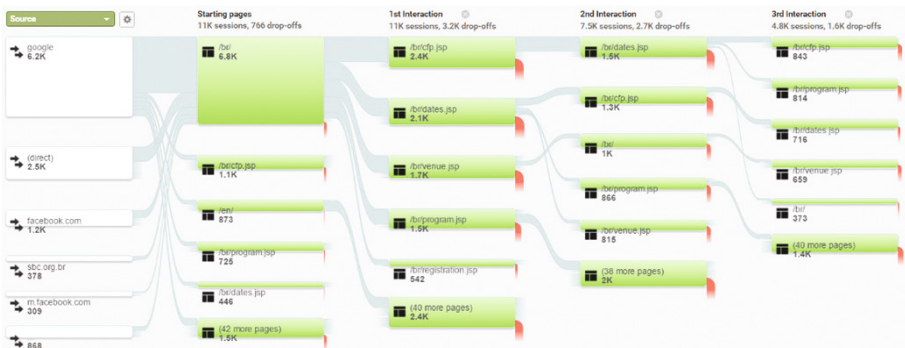 Source
google
6.2K
(direct)
2.5K
facebook.com
1.2K
sbc.org.br
378
m.facebook.com
309
868
Starting pages
11K sessions, 766 drop-offs
/br/
6.8K
/br/cfp.jsp
1.1K
/en/
873
/br/program.jsp
725
/br/dates.jsp
446
(42 more pages)
1.5K
1st Interaction
11K sessions, 3.2K drop-offs
/br/cfp.jsp
2.4K
/br/dates.jsp
2.1K
/br/venue.jsp
1.7K
/br/program.jsp
1.5K
/br/registration.jsp
542
(40 more pages)
2.4K
2nd Interaction
7.5K sessions, 2.7K drop-offs
/br/dates.jsp
1.5K
/br/cfp.jsp
1.3K
/br/
1K
/br/program.jsp
866
/br/venue.jsp
815
(38 more pages)
2K
3rd Interaction
4.8K sessions, 1.6K drop-offs
/br/cfp.jsp
843
/br/program.jsp
814
/br/dates.jsp
716
/br/venue.jsp
659
/br/
373
(40 more pages)
1.4K